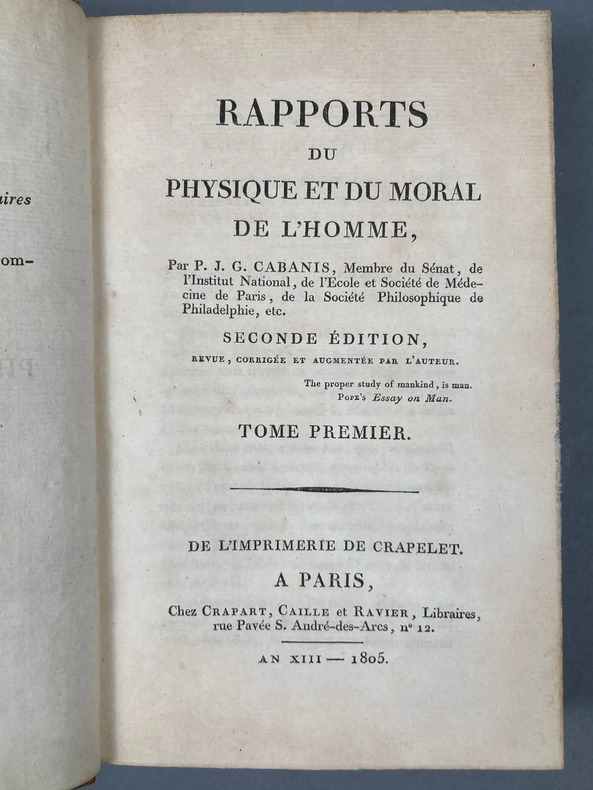 aires
om-
RAPPORTS
DU
PHYSIQUE ET DU MORAL
DE L'HOMME,
Par P. J. G. CABANIS, Membre du Sénat, de
l'Institut National, de l'Ecole et Société de Méde-
cine de Paris, de la Société Philosophique de
Philadelphie, etc.
SECONDE ÉDITION,
REVUE, CORRIGÉE ET AUGMENTÉE PAR L'AUTEUR.
The proper study of mankind, is man.
POPE's Essay on Man.
TOME PREMIER.
DE L'IMPRIMERIE DE CRAPELET.
A PARIS,
Chez CRAPART, CAILLE et RAVIER, Libraires,
rue Pavée S. André-des-Arcs, n° 12.
AN XIII — 1805.